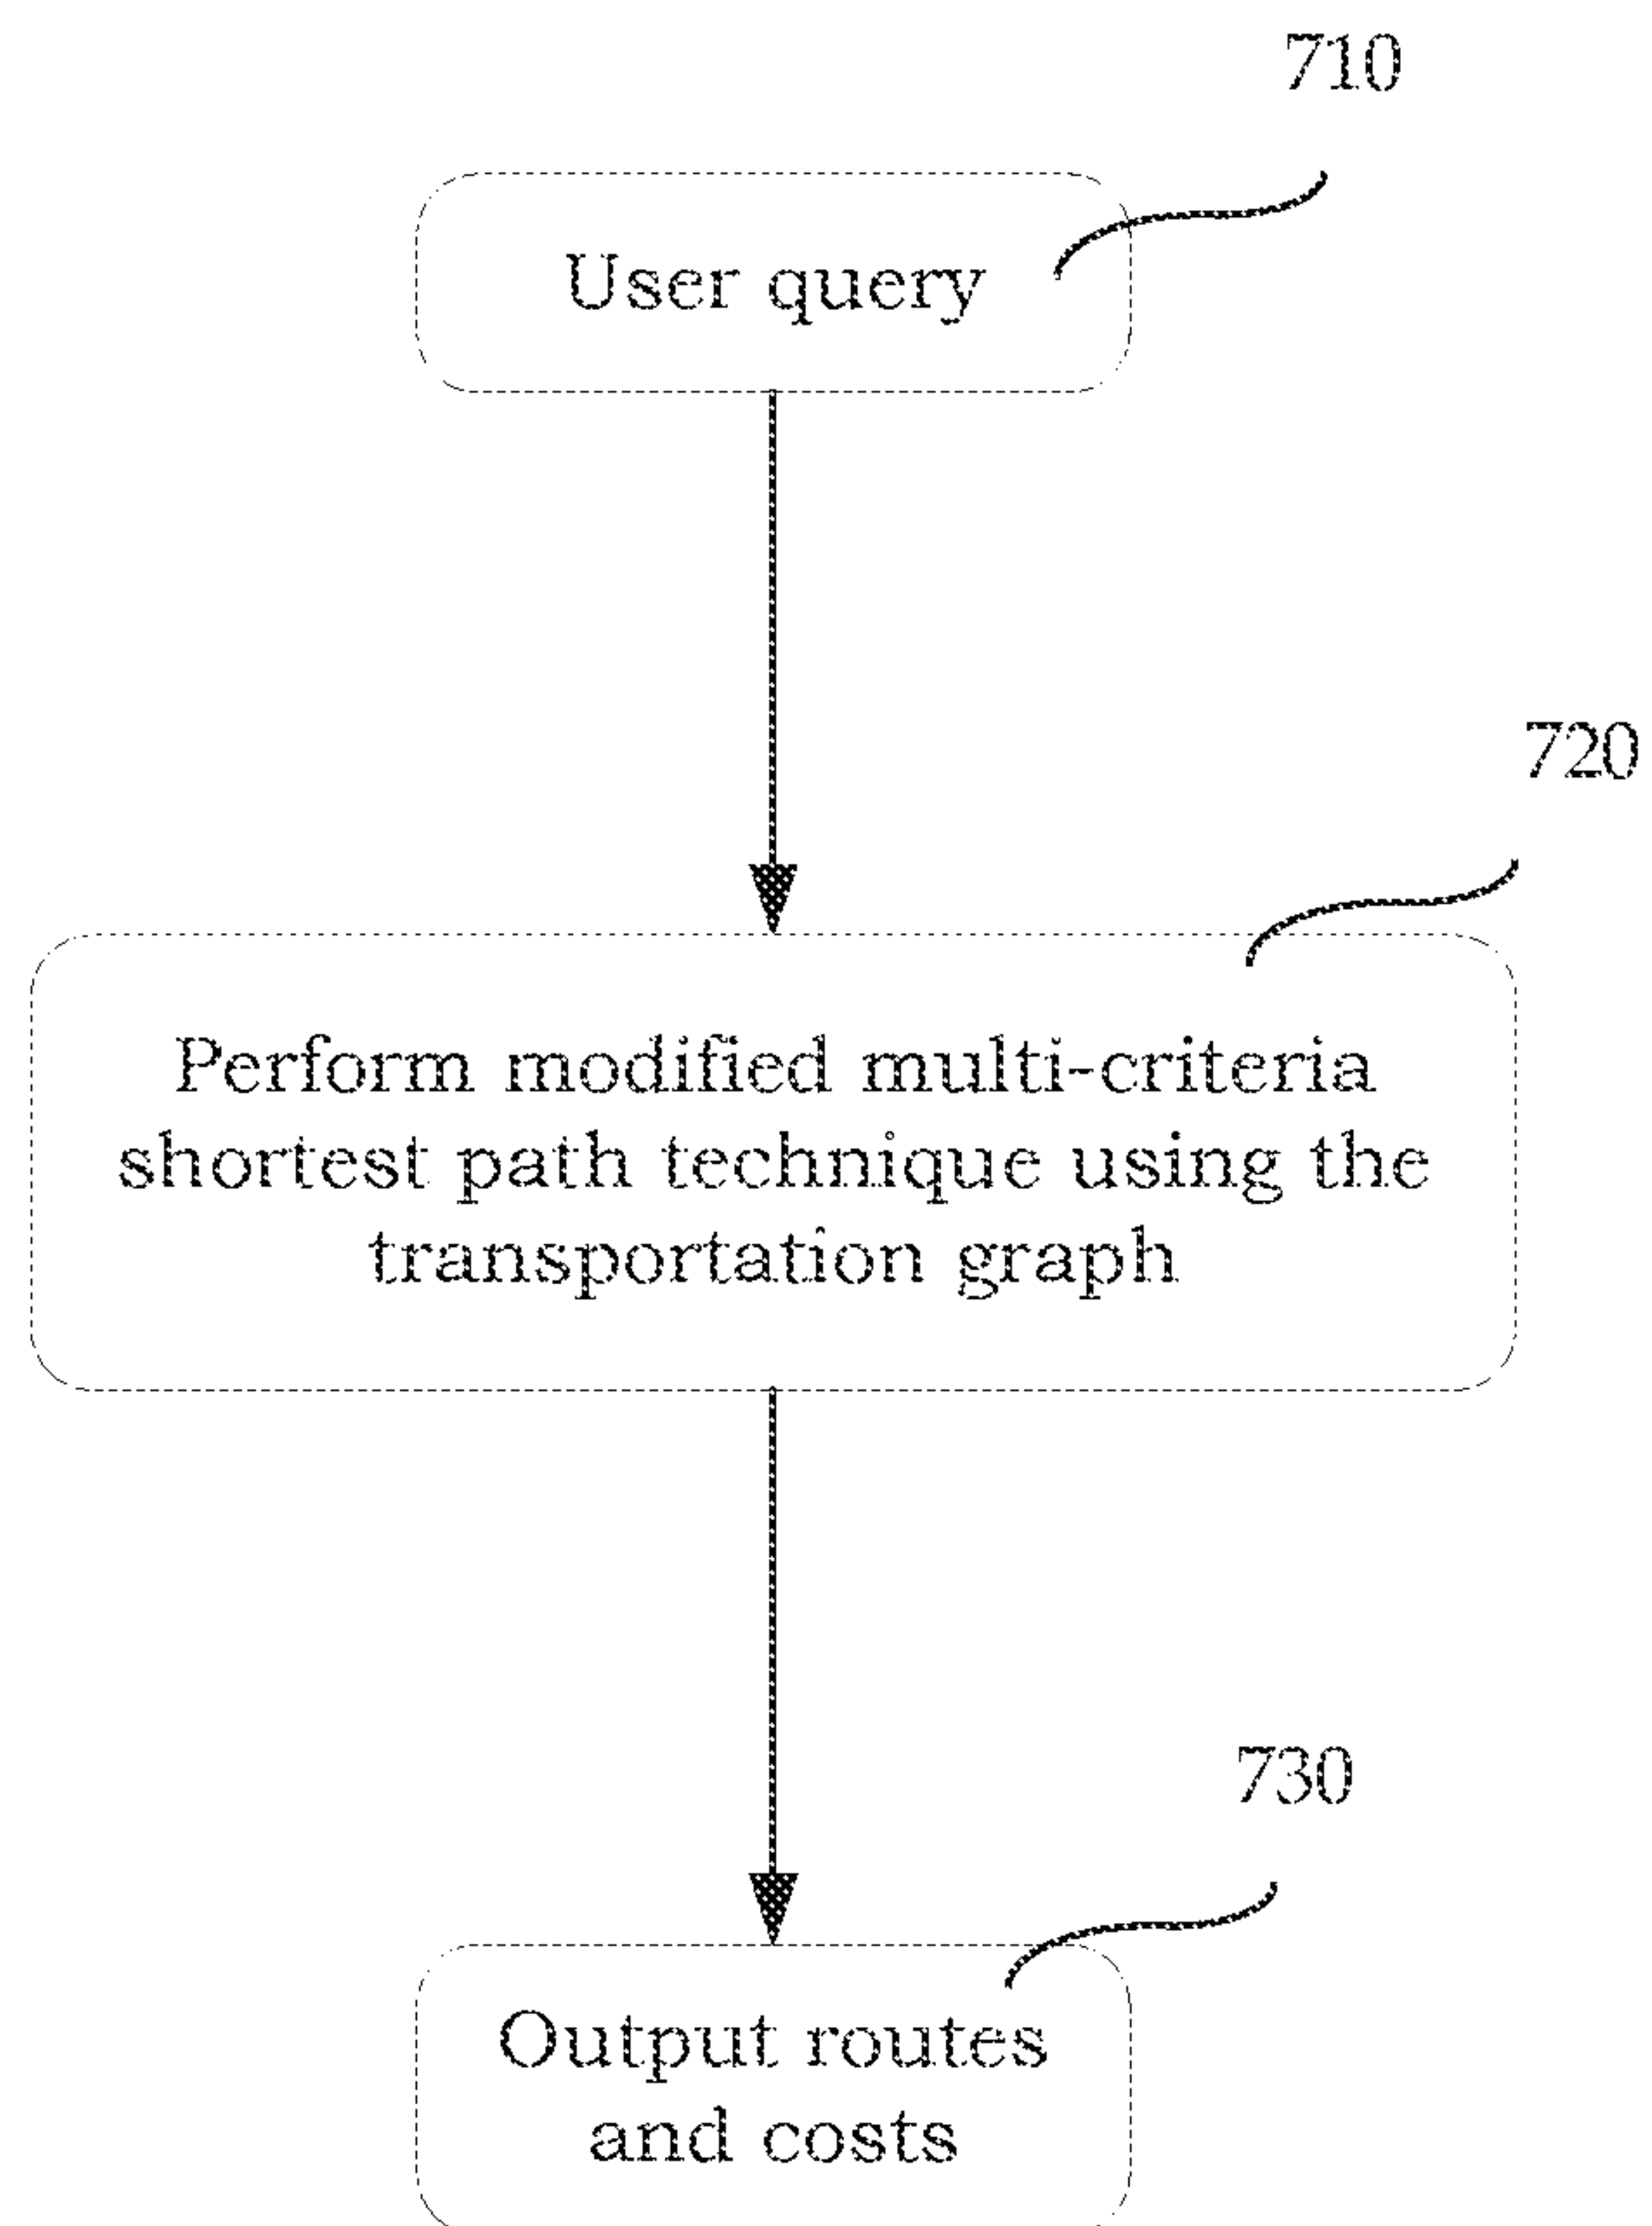 710
User query
720
Perform modified multi-criteria
shortest path technique using the
transportation graph
730
Output routes
and costs